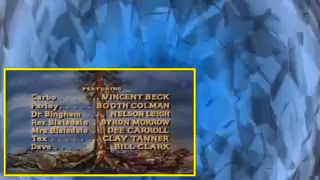 FEATURING
Carbo ..... VINCENT BECK
Parley ..... BOOTH COLMAN
Dr. Bingham ..... NELSON LEIGH
Rev. Blaisdale ..... BYRON MORROW
Mrs. Blaisdale ..... DEE CARROLL
Tex ..... CLAY TANNER
Dave ..... BILL CLARK